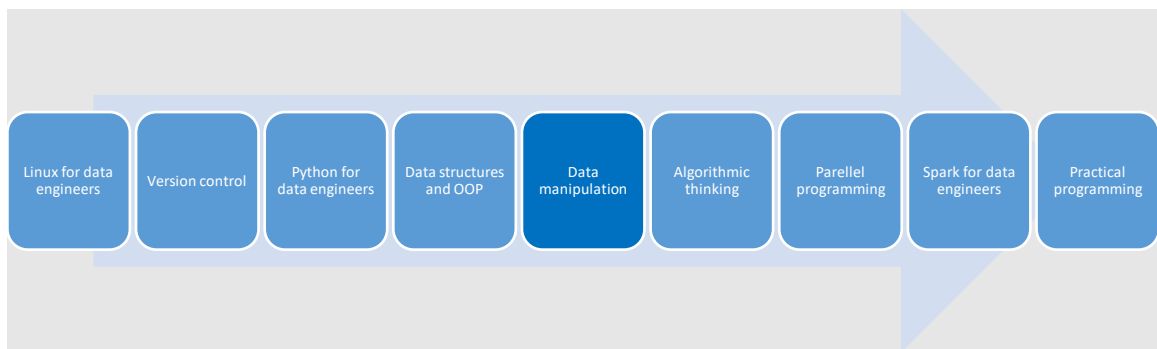 Linux for data
engineers
Version control
Python for
data engineers
Data structures
and OOP
Data
manipulation
Algorithmic
thinking
Parellel
programming
Spark for data
engineers
Practical
programming